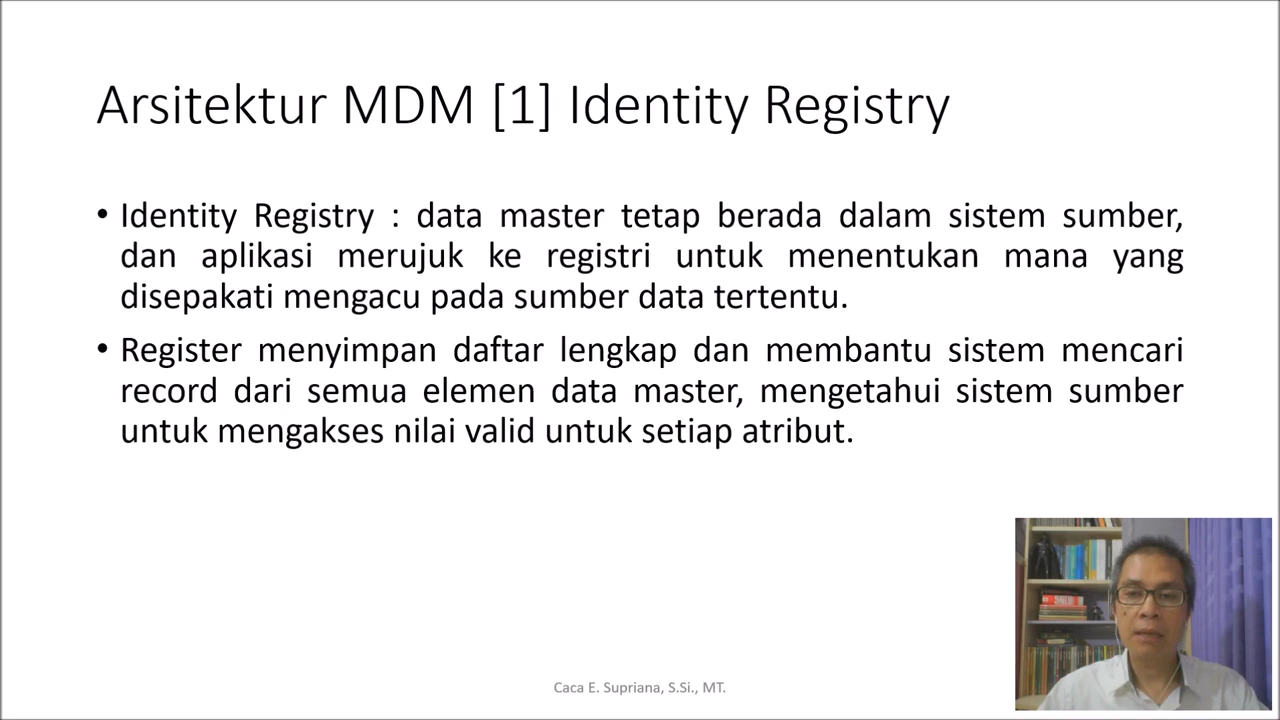 Arsitektur MDM [1] Identity Registry
• Identity Registry : data master tetap berada dalam sistem sumber,
dan aplikasi merujuk ke registri untuk menentukan mana yang
disepakati mengacu pada sumber data tertentu.
• Register menyimpan daftar lengkap dan membantu sistem mencari
record dari semua elemen data master, mengetahui sistem sumber
untuk mengakses nilai valid untuk setiap atribut.
Caca E. Supriana, S.Si., MT.